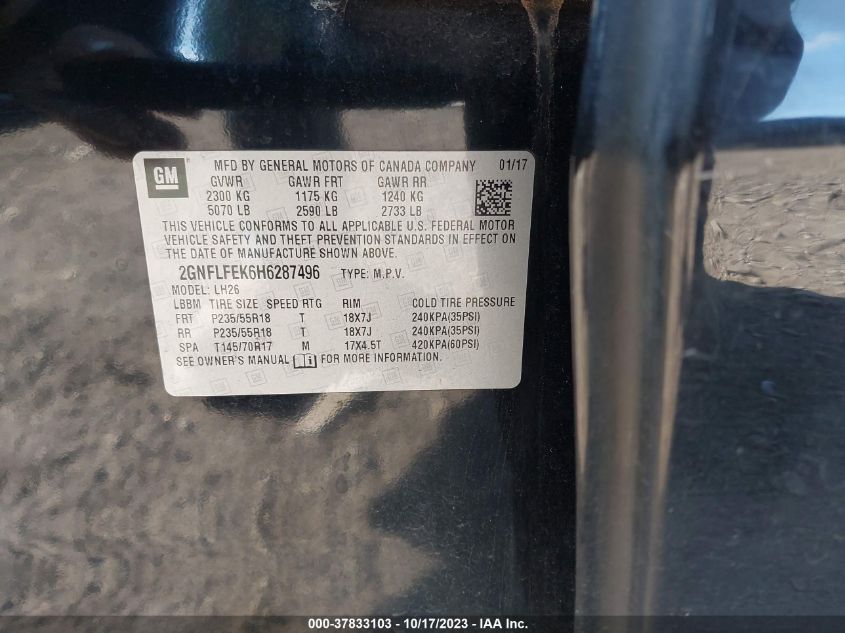 GM
MFD BY GENERAL MOTORS OF CANADA COMPANY 01/17
GVWR GAWR FRT GAWR RR
2300 KG 1175 KG 1240 KG
5070 LB 2590 LB 2733 LB
THIS VEHICLE CONFORMS TO ALL APPLICABLE U.S. FEDERAL MOTOR
VEHICLE SAFETY AND THEFT PREVENTION STANDARDS IN EFFECT ON
THE DATE OF MANUFACTURE SHOWN ABOVE.
2GNFLFEK6H6287496 TYPE: M.P.V.
MODEL: LH26
LBBM TIRE SIZE SPEED RTG RIM COLD TIRE PRESSURE
FRT P235/55R18 T 18X7J 240KPA(35PSI)
RR P235/55R18 T 18X7J 240KPA(35PSI)
SPA T145/70R17 M 17X4.5T 420KPA(60PSI)
SEE OWNER'S MANUAL FOR MORE INFORMATION.
000-37833103 - 10/17/2023 - IAA Inc.